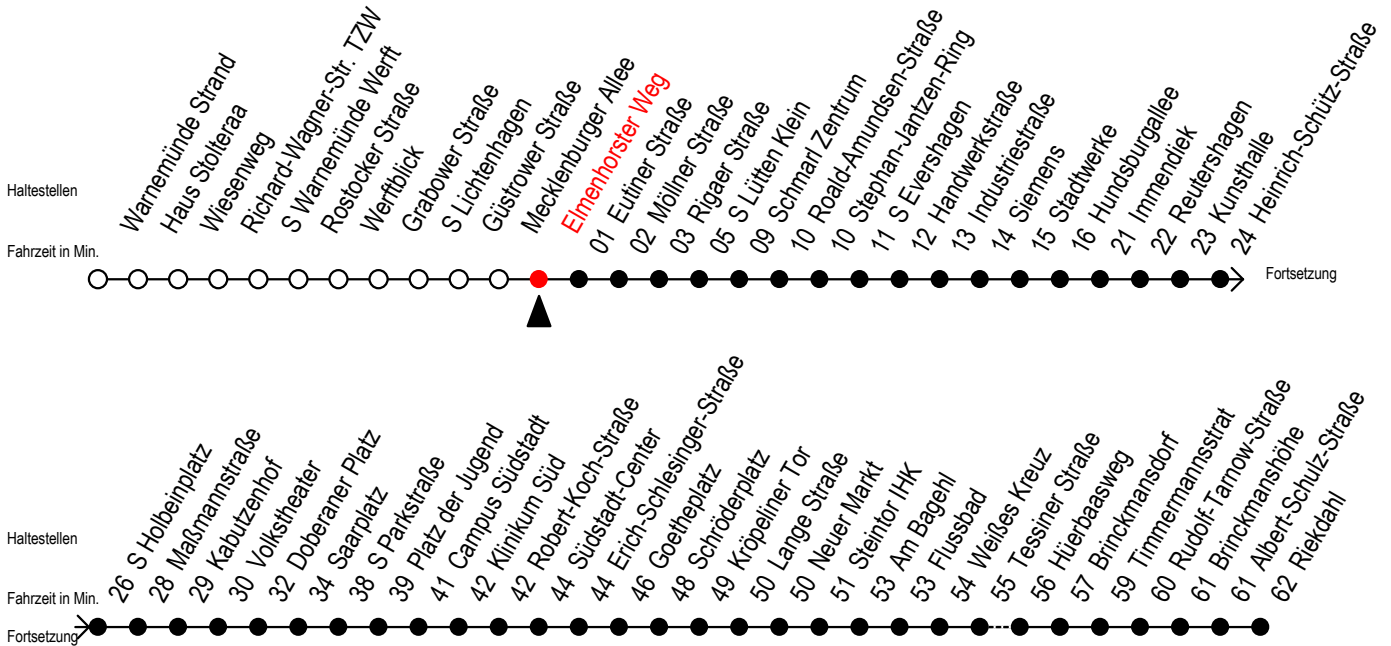 Haltestellen
Warnemünde Strand
Haus Stolteraa
Wiesenweg
Richard-Wagner-Str. TZW
S Warnemünde Werft
Rostocker Straße
Werftblick
Grabower Straße
S Lichtenhagen
Güstrower Straße
Mecklenburger Allee
Elmenhorster Weg
01 Eutiner Straße
02 Möllner Straße
03 Rigaer Straße
05 S Lütten Klein
09 Schmarl Zentrum
10 Roald-Amundsen-Straße
10 Stephan-Jantzen-Ring
11 S Evershagen
12 Handwerkstraße
13 Industriestraße
14 Siemens
15 Stadtwerke
16 Hundsburgallee
21 Immendiek
22 Reutershagen
23 Kunsthalle
24 Heinrich-Schütz-Straße
Fahrzeit in Min.
Fortsetzung
Haltestellen
26 S Holbeinplatz
28 Maßmannstraße
29 Kabutzenhof
30 Volkstheater
32 Doberaner Platz
34 Saarplatz
38 S Parkstraße
39 Platz der Jugend
41 Campus Südstadt
42 Klinikum Süd
42 Robert-Koch-Straße
44 Südstadt-Center
44 Erich-Schlesinger-Straße
46 Goetheplatz
48 Schröderplatz
49 Kröpeliner Tor
50 Lange Straße
50 Neuer Markt
51 Steintor IHK
53 Am Bagehl
53 Flussbad
54 Weißes Kreuz
55 Tessiner Straße
56 Hüerbaasweg
57 Brinckmansdorf
59 Timmermannsstrat
60 Rudolf-Tarnow-Straße
61 Brinckmanshöhe
61 Albert-Schulz-Straße
62 Riekdahl
Fahrzeit in Min.
Fortsetzung